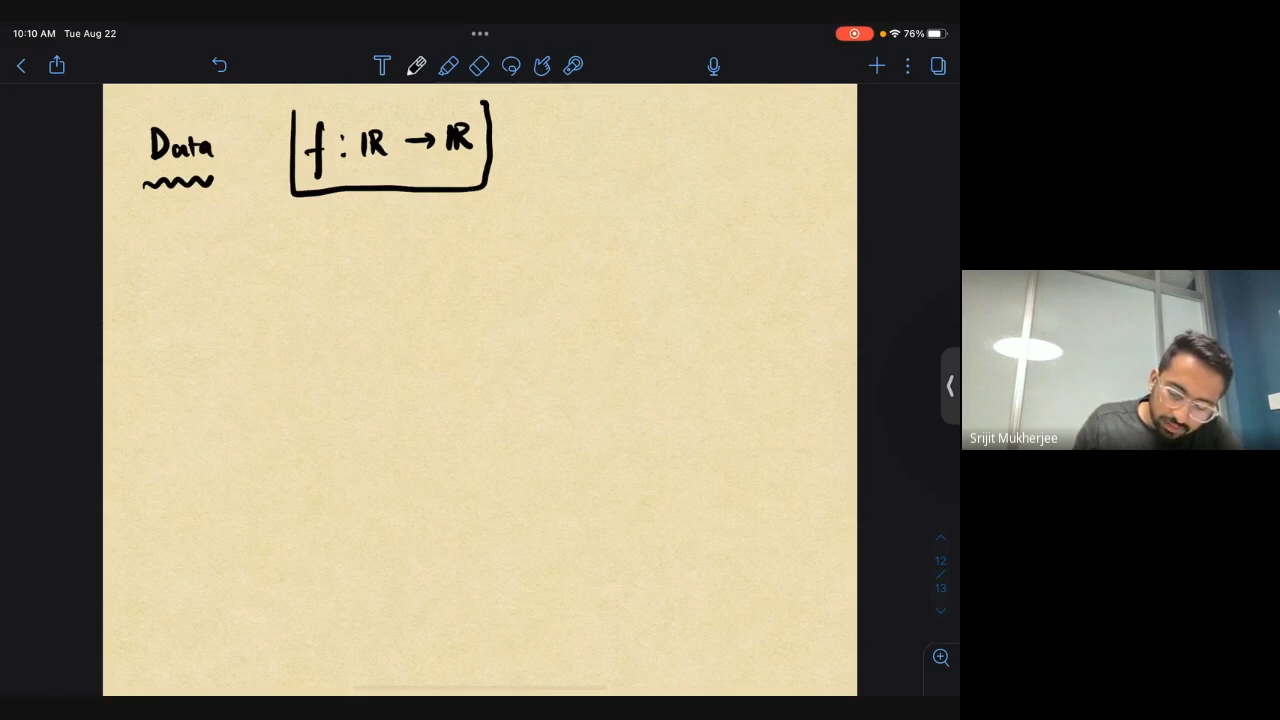 10:10 AM Tue Aug 22
76%
Data f : ℝ → ℝ
Srijit Mukherjee
12
/
13